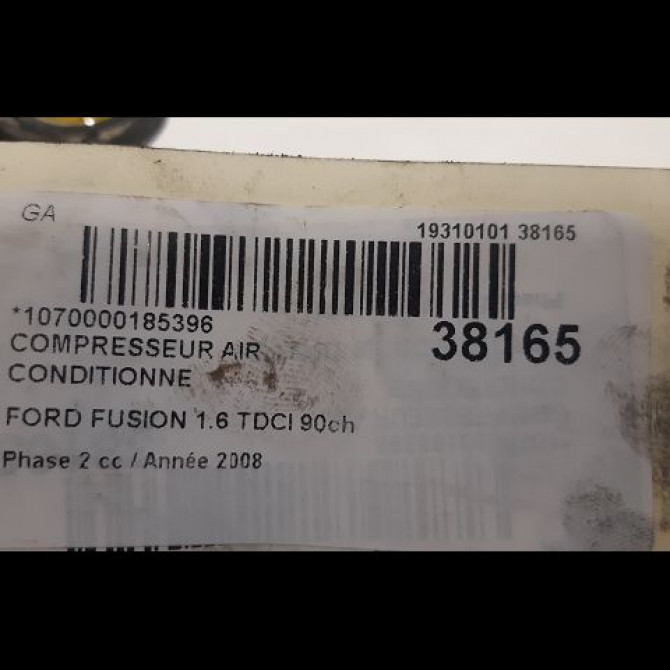 GA
19310101 38165
*1070000185396
38165
COMPRESSEUR AIR
CONDITIONNE
FORD FUSION 1.6 TDCI 90ch
Phase 2 cc / Année 2008